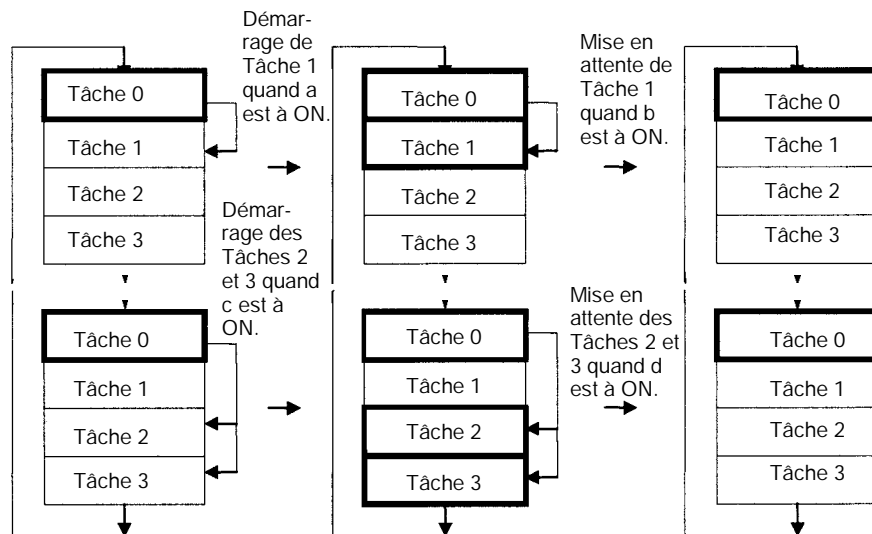 Démar-
rage de
Tâche 1
quand a
est à ON.
Mise en
attente de
Tâche 1
quand b
est à ON.
Tâche 0
Tâche 1
Tâche 2
Tâche 3
Tâche 0
Tâche 1
Tâche 2
Tâche 3
Tâche 0
Tâche 1
Tâche 2
Tâche 3
Démar-
rage des
Tâches 2
et 3 quand
c est à
ON.
Mise en
attente des
Tâches 2 et
3 quand d
est à ON.
Tâche 0
Tâche 1
Tâche 2
Tâche 3
Tâche 0
Tâche 1
Tâche 2
Tâche 3
Tâche 0
Tâche 1
Tâche 2
Tâche 3